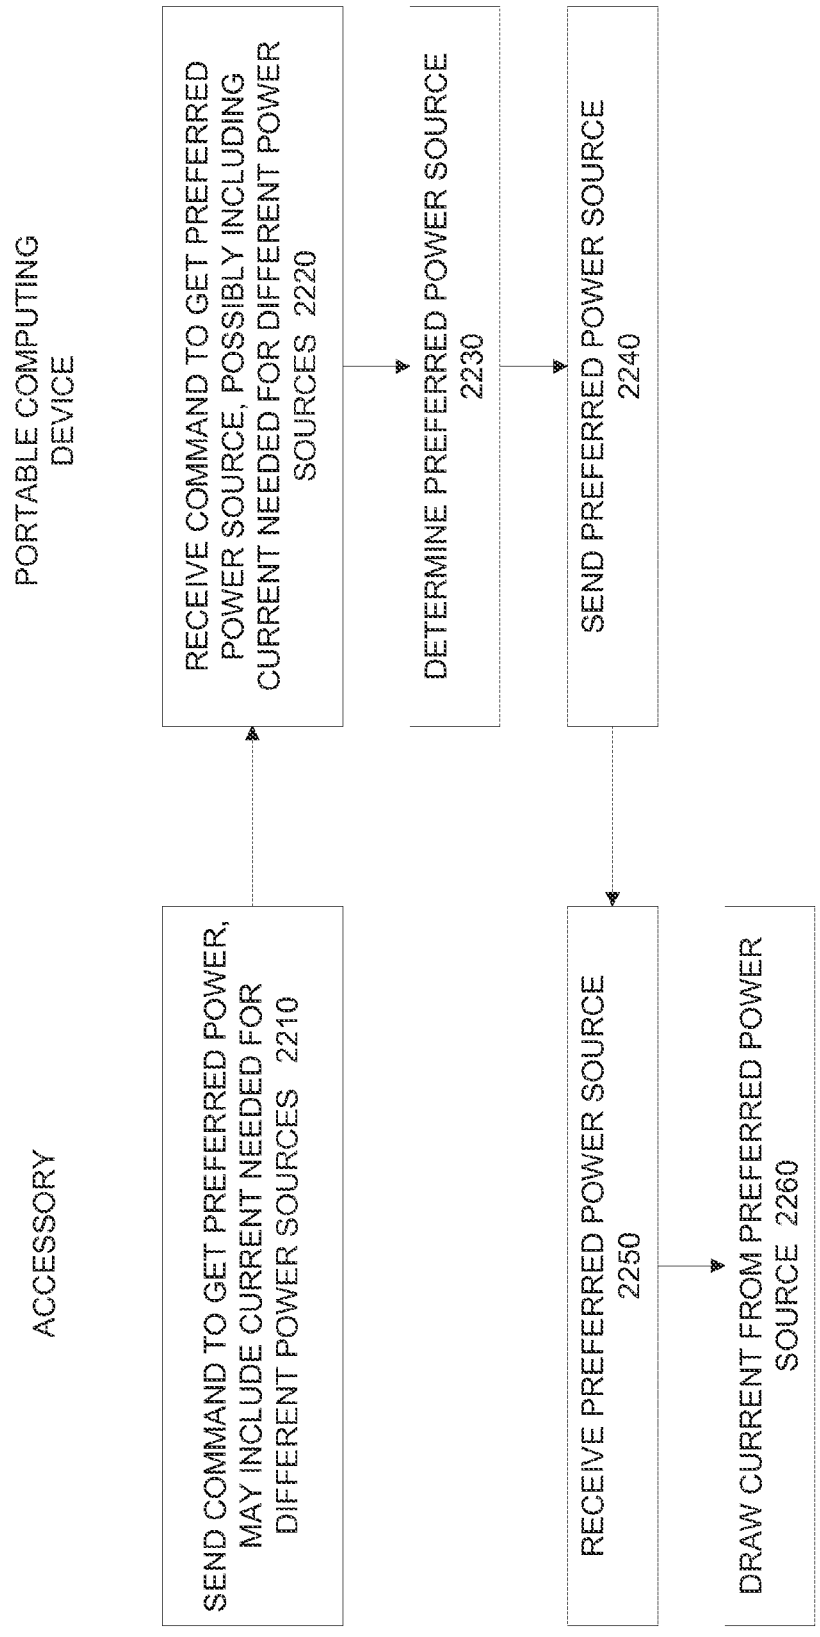 ACCESSORY
PORTABLE COMPUTING
DEVICE
SEND COMMAND TO GET PREFERRED POWER,
MAY INCLUDE CURRENT NEEDED FOR
DIFFERENT POWER SOURCES 2210
RECEIVE COMMAND TO GET PREFERRED
POWER SOURCE, POSSIBLY INCLUDING
CURRENT NEEDED FOR DIFFERENT POWER
SOURCES 2220
DETERMINE PREFERRED POWER SOURCE
2230
SEND PREFERRED POWER SOURCE
2240
RECEIVE PREFERRED POWER SOURCE
2250
DRAW CURRENT FROM PREFERRED POWER
SOURCE 2260